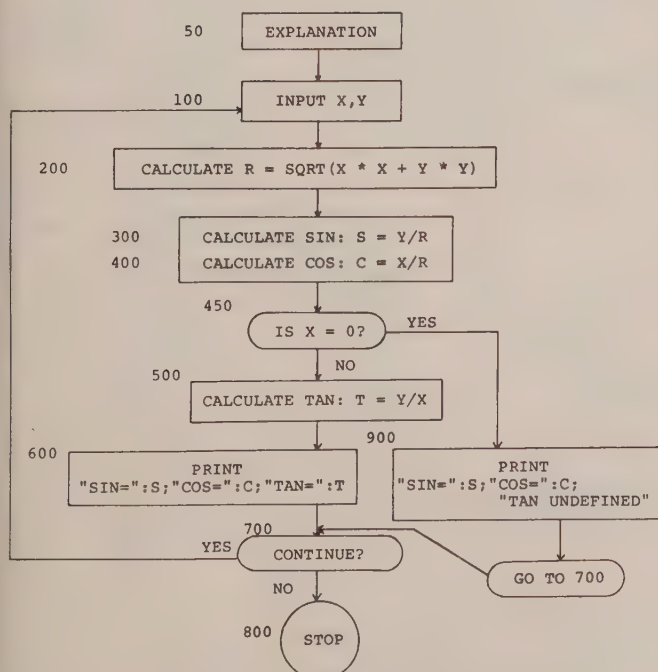 50 EXPLANATION
100 INPUT X,Y
200 CALCULATE R = SQRT(X * X + Y * Y)
300 CALCULATE SIN: S = Y/R
400 CALCULATE COS: C = X/R
450
IS X = 0? YES
NO
500
CALCULATE TAN: T = Y/X
600
PRINT
"SIN=":S;"COS=":C;"TAN=":T
900
PRINT
"SIN=":S;"COS=":C;
"TAN UNDEFINED"
700
YES CONTINUE?
GO TO 700
NO
800 STOP